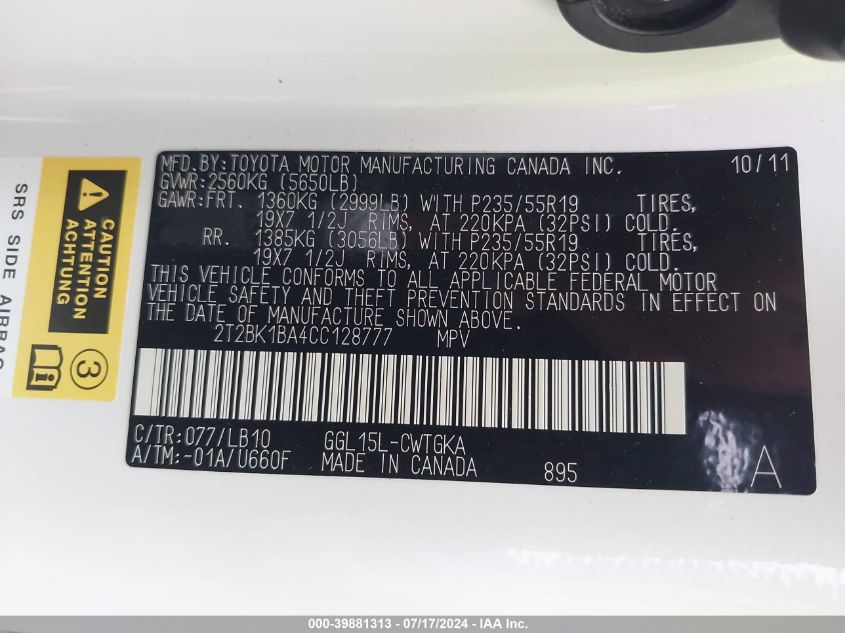 MFD. BY: TOYOTA MOTOR MANUFACTURING CANADA INC. 10/11
GVWR: 2560KG (5650LB)
GAWR: FRT. 1360KG (2999LB) WITH P235/55R19 TIRES,
19X7 1/2J RIMS, AT 220KPA (32PSI) COLD.
RR. 1385KG (3056LB) WITH P235/55R19 TIRES,
19X7 1/2J RIMS, AT 220KPA (32PSI) COLD.
THIS VEHICLE CONFORMS TO ALL APPLICABLE FEDERAL MOTOR
VEHICLE SAFETY AND THEFT PREVENTION STANDARDS IN EFFECT ON
THE DATE OF MANUFACTURE SHOWN ABOVE.
2T2BK1BA4CC128777 MPV
C/TR: 077/LB10 GGL15L-CWTGKA
A/TM: -01A/U660F MADE IN CANADA 895 A
CAUTION
ATTENTION
ACHTUNG
3
SRS SIDE AIRBAG
000-39881313 - 07/17/2024 - IAA, Inc.